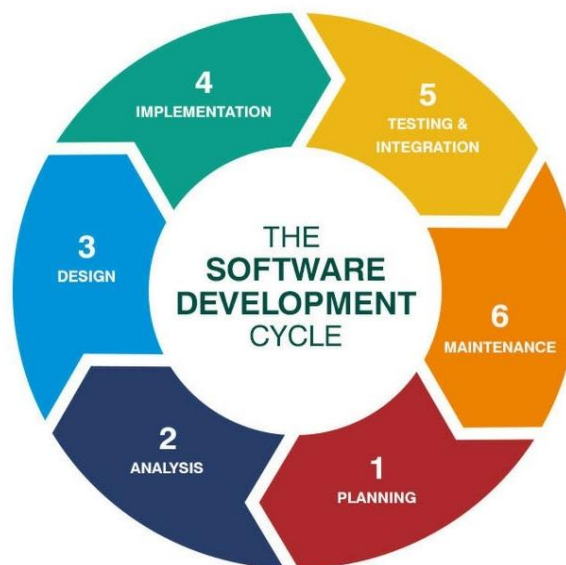 THE
SOFTWARE
DEVELOPMENT
CYCLE
1
PLANNING
2
ANALYSIS
3
DESIGN
4
IMPLEMENTATION
5
TESTING &
INTEGRATION
6
MAINTENANCE